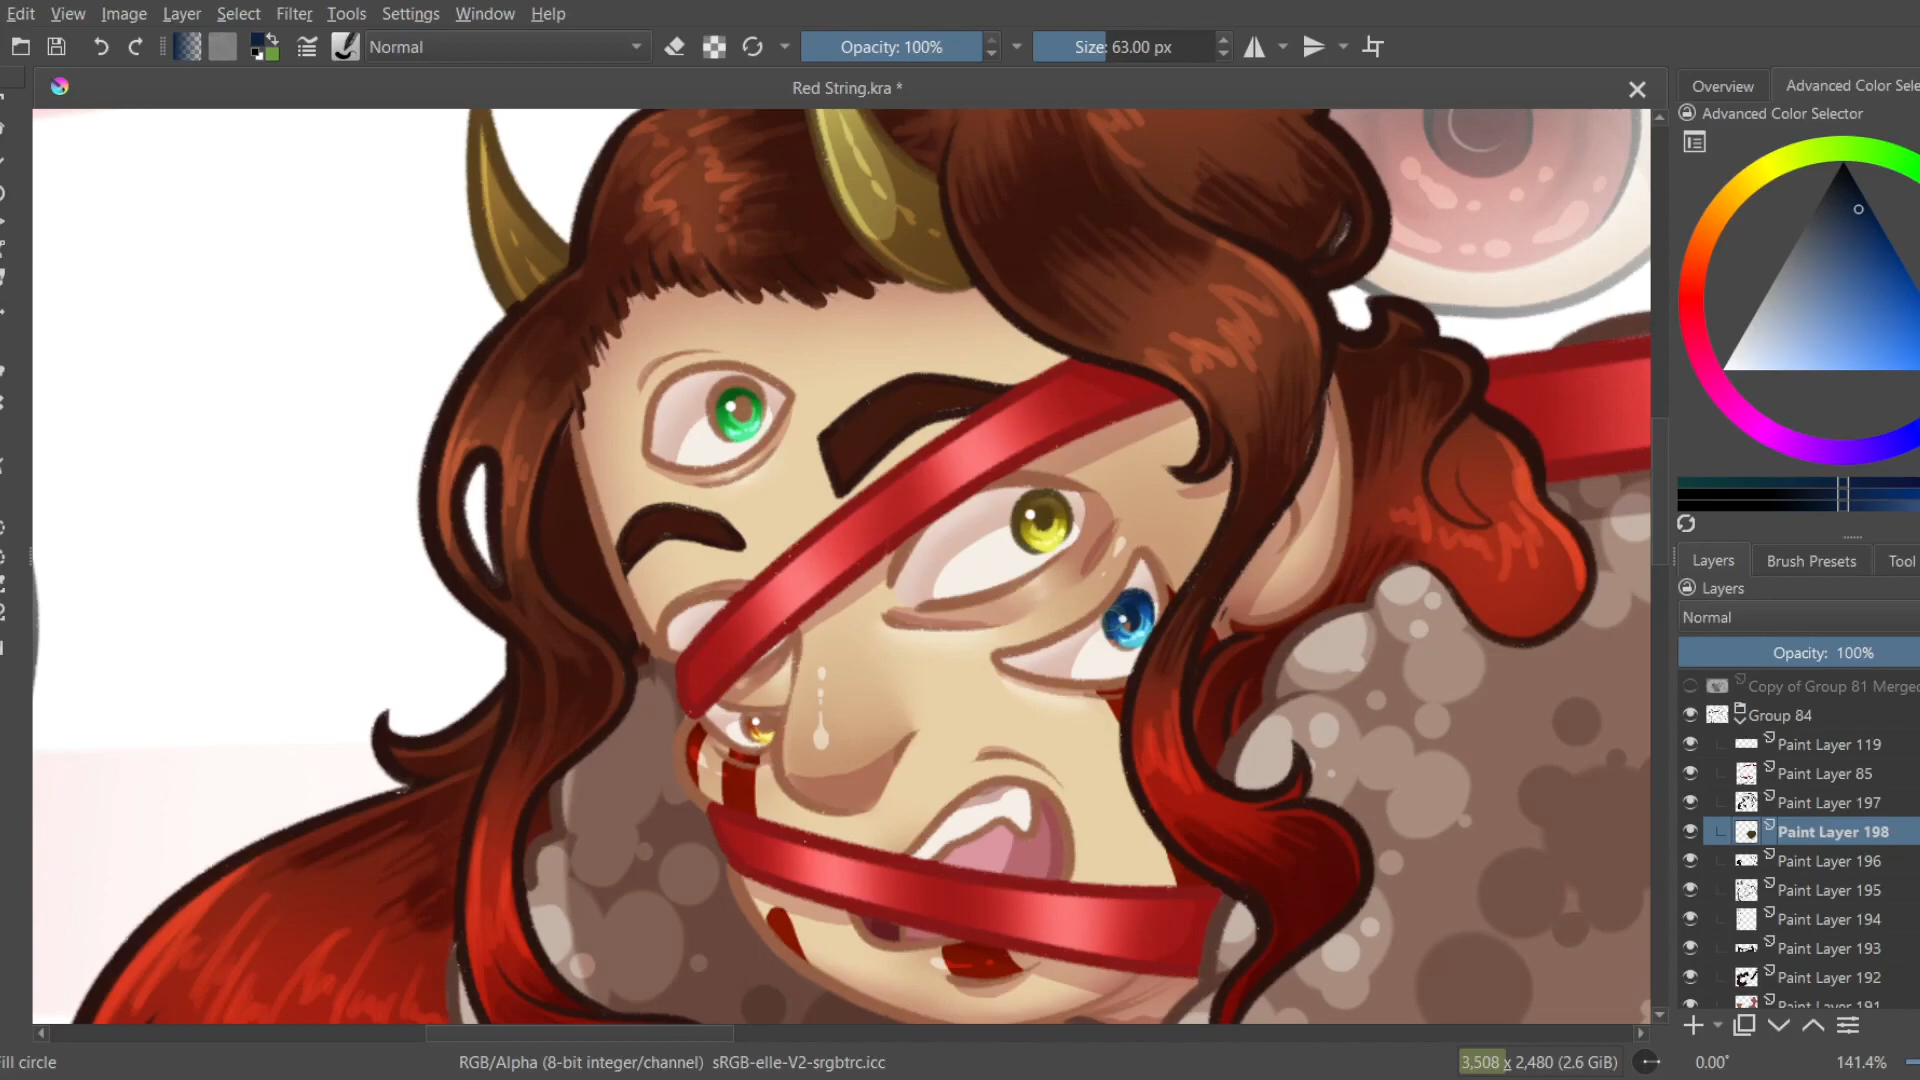 Edit View Image Layer Select Filter Tools Settings Window Help
Normal Opacity: 100% Size: 63.00 px
Red String.kra *
Overview Advanced Color Sele
Advanced Color Selector
Layers Brush Presets Tool
Layers
Normal
Opacity: 100%
Copy of Group 81 Merged
Group 84
Paint Layer 119
Paint Layer 85
Paint Layer 197
Paint Layer 198
Paint Layer 196
Paint Layer 195
Paint Layer 194
Paint Layer 193
Paint Layer 192
Paint Layer 191
ill circle RGB/Alpha (8-bit integer/channel) sRGB-elle-V2-srgbtrc.icc 3,508 x 2,480 (2.6 GiB) 0.00° 141.4%